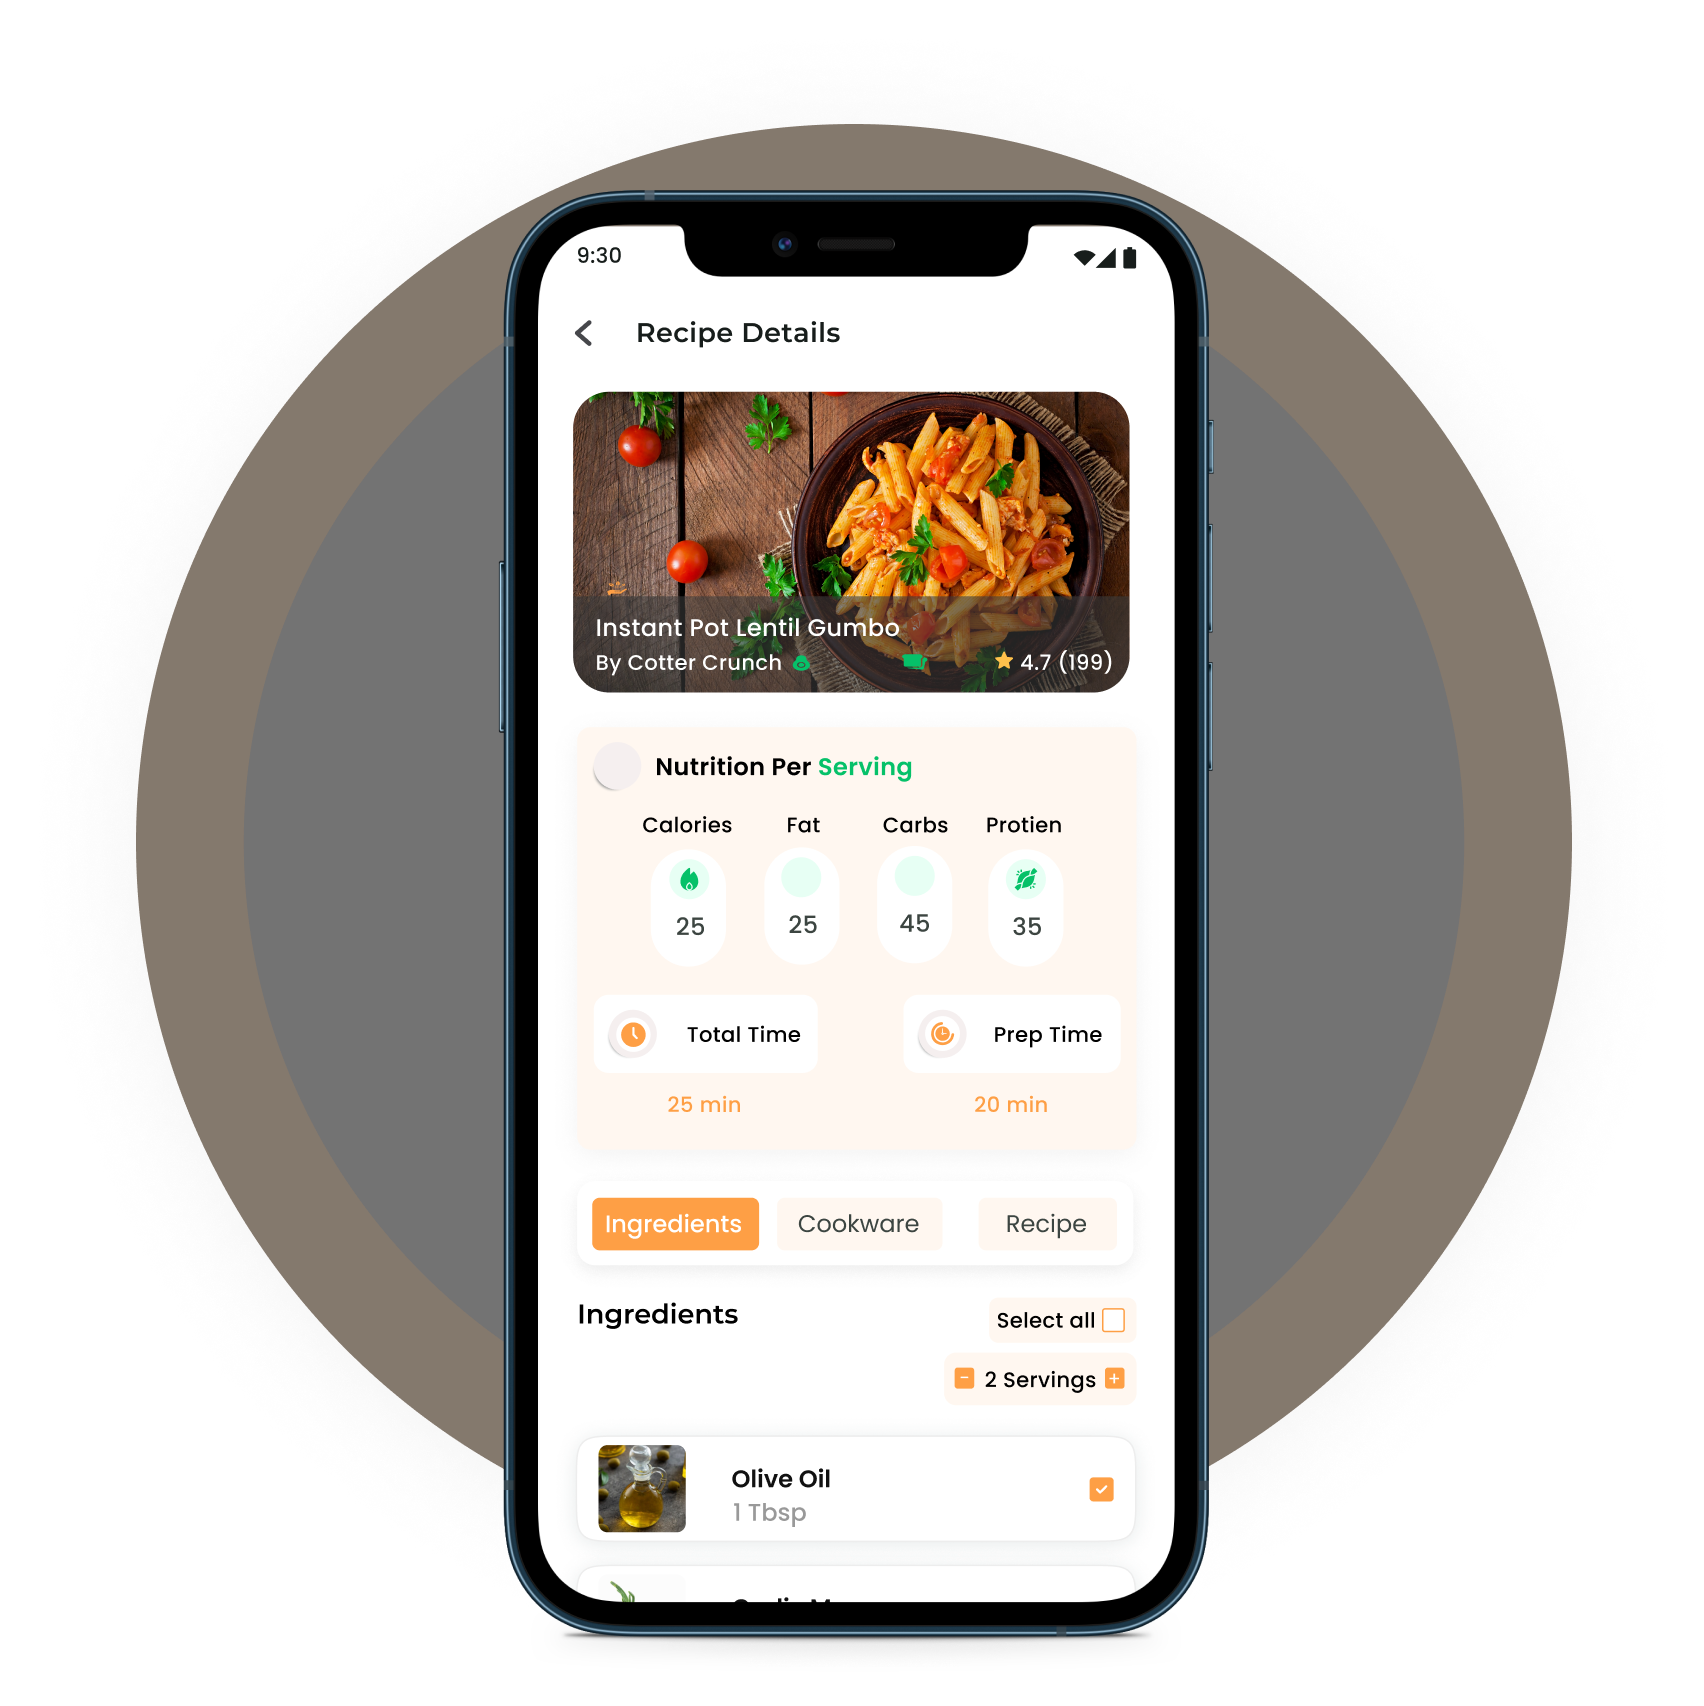 9:30
Recipe Details
Instant Pot Lentil Gumbo
By Cotter Crunch
4.7 (199)
Nutrition Per Serving
Calories Fat Carbs Protien
25 25 45 35
Total Time Prep Time
25 min 20 min
Ingredients Cookware Recipe
Ingredients
Select all
- 2 Servings +
Olive Oil
1 Tbsp